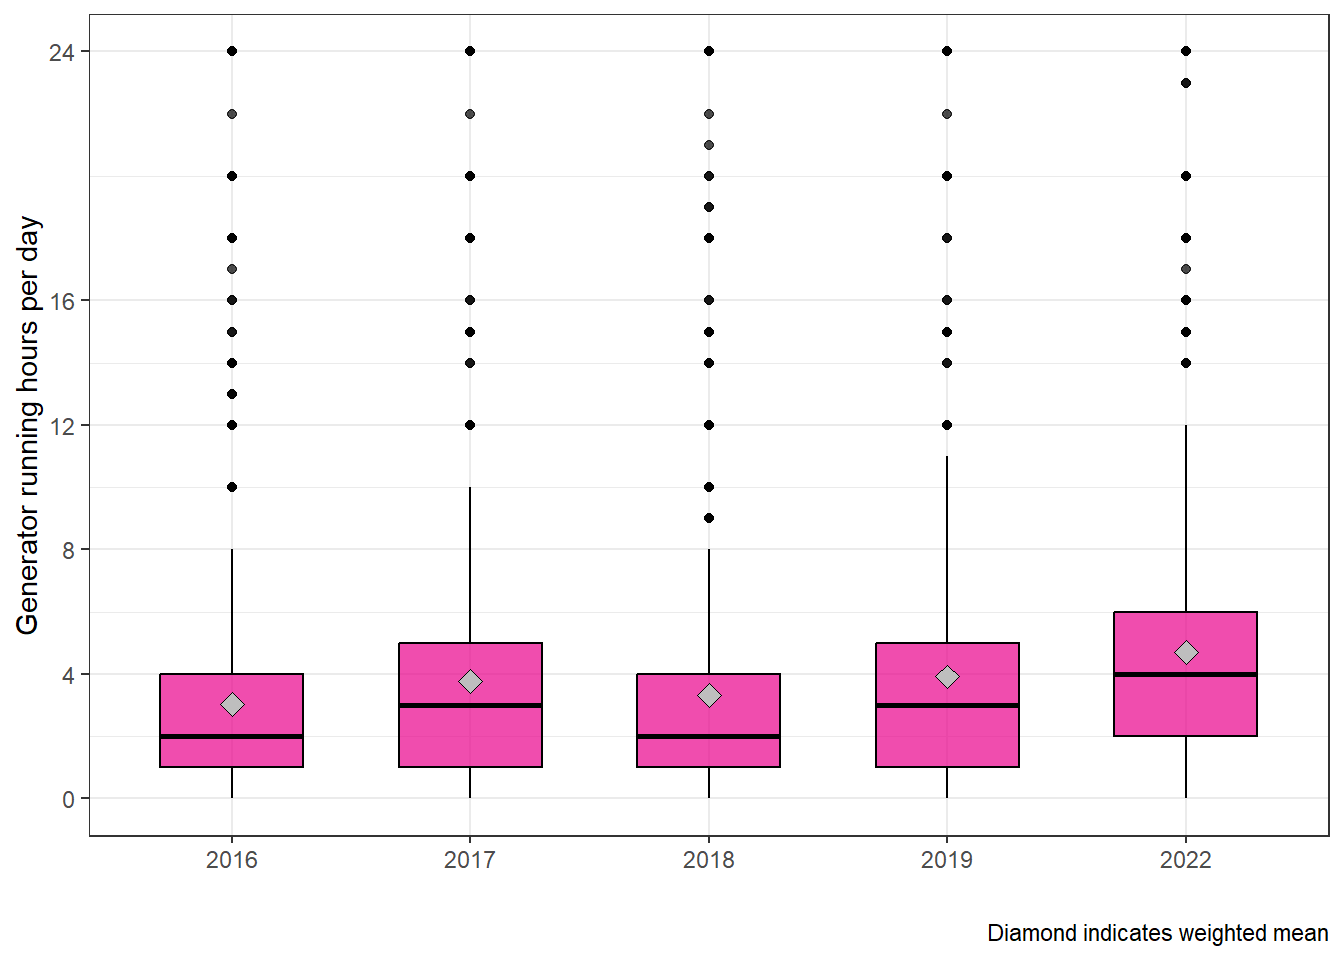 Generator running hours per day
24
16
12
8
4
0
2016 2017 2018 2019 2022
Diamond indicates weighted mean